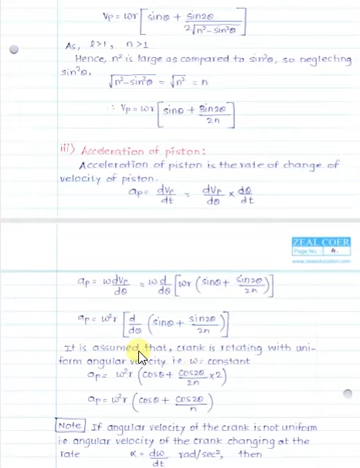 Vp = ωr [sinθ + sin2θ / 2√n²-sin²θ]
As, l>1, n>1
Hence, n² is large as compared to sin²θ, so neglecting
sin²θ.
√n²-sin²θ = √n² = n
∴ Vp = ωr [sinθ + sin2θ / 2n]
iii) Acceleration of piston:
Acceleration of piston is the rate of change of
velocity of piston.
ap = dVp/dt = dVp/dθ × dθ/dt
ZEAL COER
Page No. 4.
ap = ω dVp/dθ = ω d/dθ [ωr (sinθ + sin2θ/2n)]
ap = ω²r [d/dθ (sinθ + sin2θ/2n)]
It is assumed that, crank is rotating with uni-
form angular velocity i.e. ω = constant
ap = ω²r (cosθ + cos2θ/2n × 2)
ap = ω²r (cosθ + cos2θ/n)
Note If angular velocity of the crank is not uniform
i.e. angular velocity of the crank changing at the
rate α = dω/dt rad/sec², then